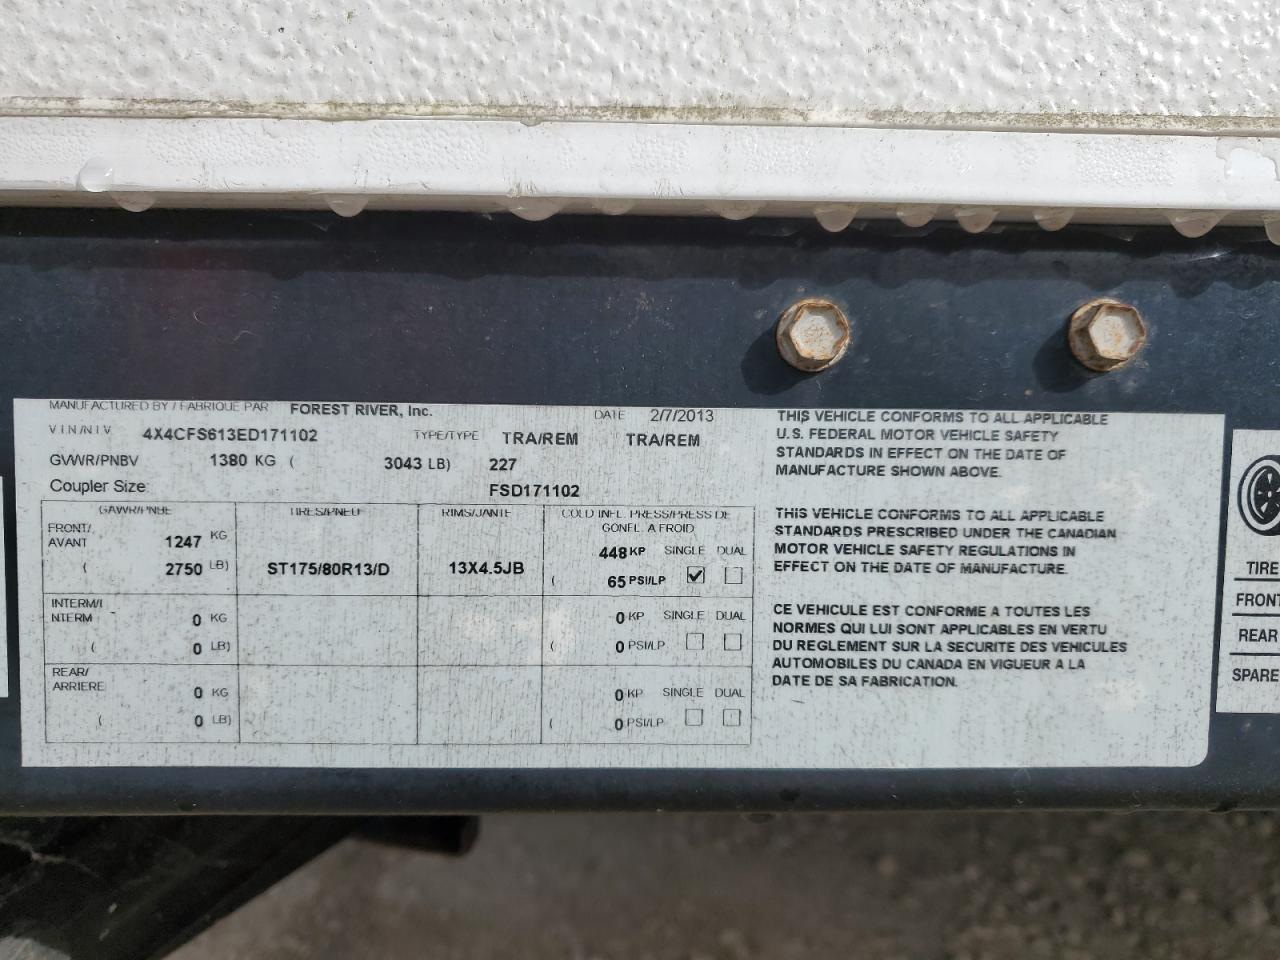 MANUFACTURED BY / FABRIQUE PAR FOREST RIVER, Inc. DATE 2/7/2013
V I N/N I V 4X4CFS613ED171102 TYPE/TYPE TRA/REM TRA/REM
GVWR/PNBV 1380 KG ( 3043 LB) 227
Coupler Size: FSD171102
GAWR/PNBE TIRES/PNEU RIMS/JANTE COLD INFL. PRESS/PRESS DE
GONFL. A FROID
FRONT/ AVANT 1247 KG 448 KP SINGLE DUAL
( 2750 LB) ST175/80R13/D 13X4.5JB ( 65 PSI/LP
INTERM/I
NTERM 0 KG 0 KP SINGLE DUAL
( 0 LB) ( 0 PSI/LP
REAR/
ARRIERE 0 KG 0 KP SINGLE DUAL
( 0 LB) ( 0 PSI/LP
THIS VEHICLE CONFORMS TO ALL APPLICABLE
U.S. FEDERAL MOTOR VEHICLE SAFETY
STANDARDS IN EFFECT ON THE DATE OF
MANUFACTURE SHOWN ABOVE.
THIS VEHICLE CONFORMS TO ALL APPLICABLE
STANDARDS PRESCRIBED UNDER THE CANADIAN
MOTOR VEHICLE SAFETY REGULATIONS IN
EFFECT ON THE DATE OF MANUFACTURE.
CE VEHICULE EST CONFORME A TOUTES LES
NORMES QUI LUI SONT APPLICABLES EN VERTU
DU REGLEMENT SUR LA SECURITE DES VEHICULES
AUTOMOBILES DU CANADA EN VIGUEUR A LA
DATE DE SA FABRICATION.
TIRE
FRONT
REAR
SPARE